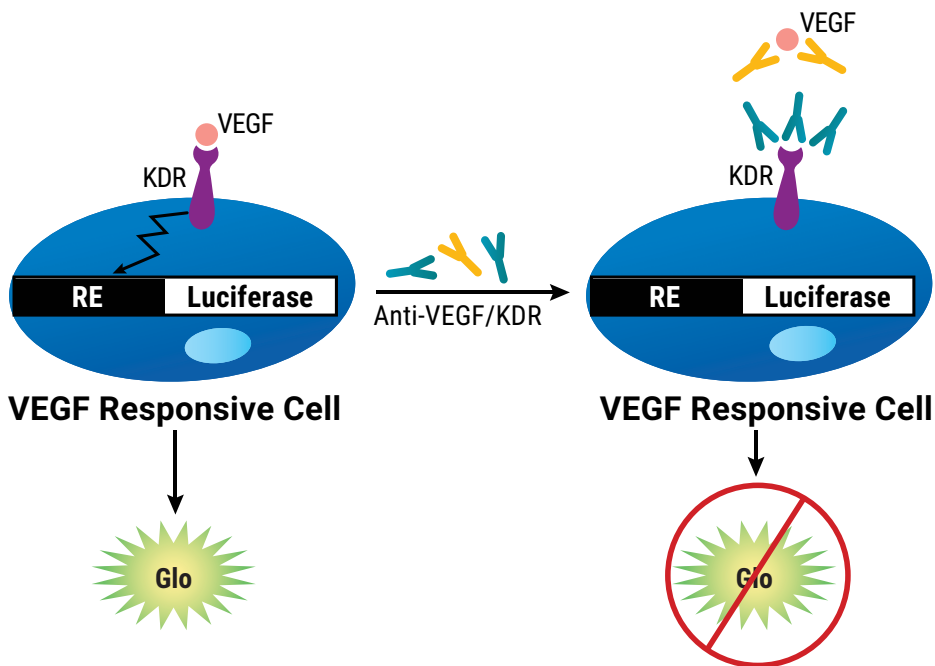 VEGF
KDR
RE
Luciferase
VEGF Responsive Cell
Glo
Anti-VEGF/KDR
VEGF
KDR
RE
Luciferase
VEGF Responsive Cell
Glo